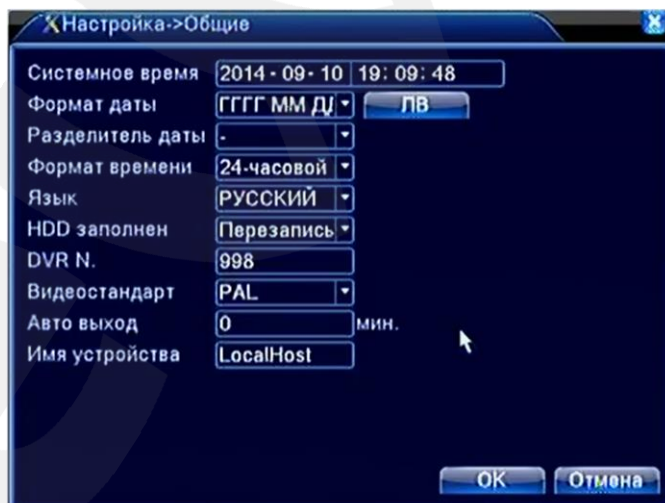 Настройка->Общие
Системное время 2014 - 09 - 10 19: 09: 48
Формат даты ГГГГ ММ ДД ЛВ
Разделитель даты -
Формат времени 24-часовой
Язык РУССКИЙ
HDD заполнен Перезапись
DVR N. 998
Видеостандарт PAL
Авто выход 0 мин.
Имя устройства LocalHost
OK Отмена